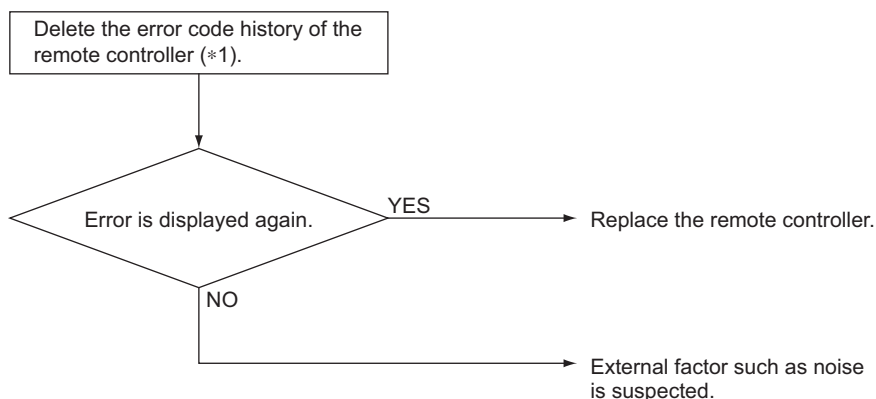 Delete the error code history of the
remote controller (*1).
Error is displayed again.
YES
Replace the remote controller.
NO
External factor such as noise
is suspected.